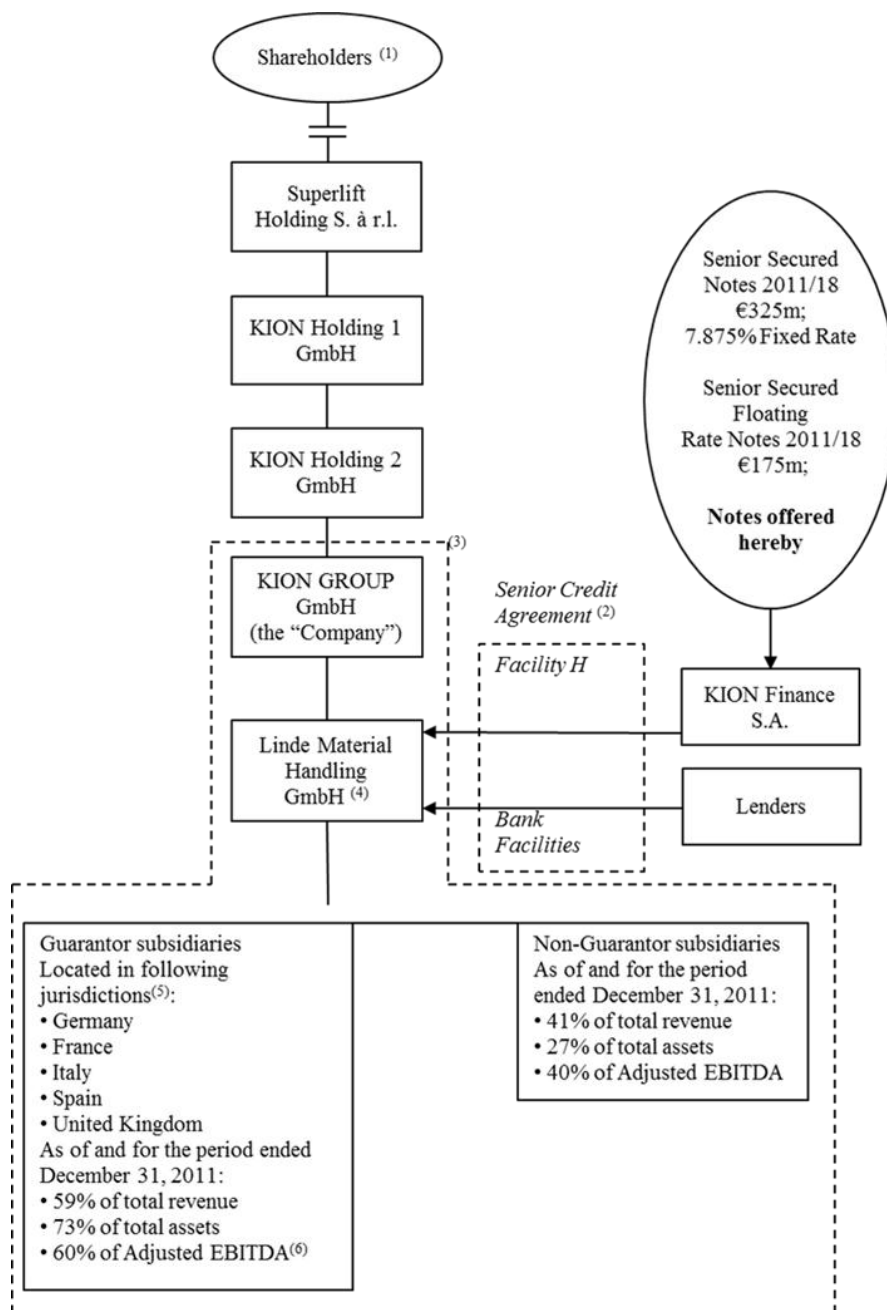 Shareholders (1)
Superlift
Holding S. à r.l.
KION Holding 1
GmbH
KION Holding 2
GmbH
(3)
KION GROUP
GmbH
(the “Company”)
Linde Material
Handling
GmbH (4)
Senior Secured
Notes 2011/18
€325m;
7.875% Fixed Rate
Senior Secured
Floating
Rate Notes 2011/18
€175m;
Notes offered
hereby
Senior Credit
Agreement (2)
Facility H
Bank
Facilities
KION Finance
S.A.
Lenders
Guarantor subsidiaries
Located in following
jurisdictions(5):
• Germany
• France
• Italy
• Spain
• United Kingdom
As of and for the period ended
December 31, 2011:
• 59% of total revenue
• 73% of total assets
• 60% of Adjusted EBITDA(6)
Non-Guarantor subsidiaries
As of and for the period
ended December 31, 2011:
• 41% of total revenue
• 27% of total assets
• 40% of Adjusted EBITDA